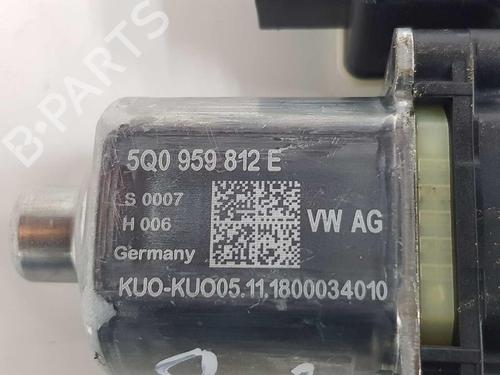 5Q0 959 812 E
S 0007
H 006
VW AG
Germany
KUO-KUO05.11.1800034010
B-PARTS